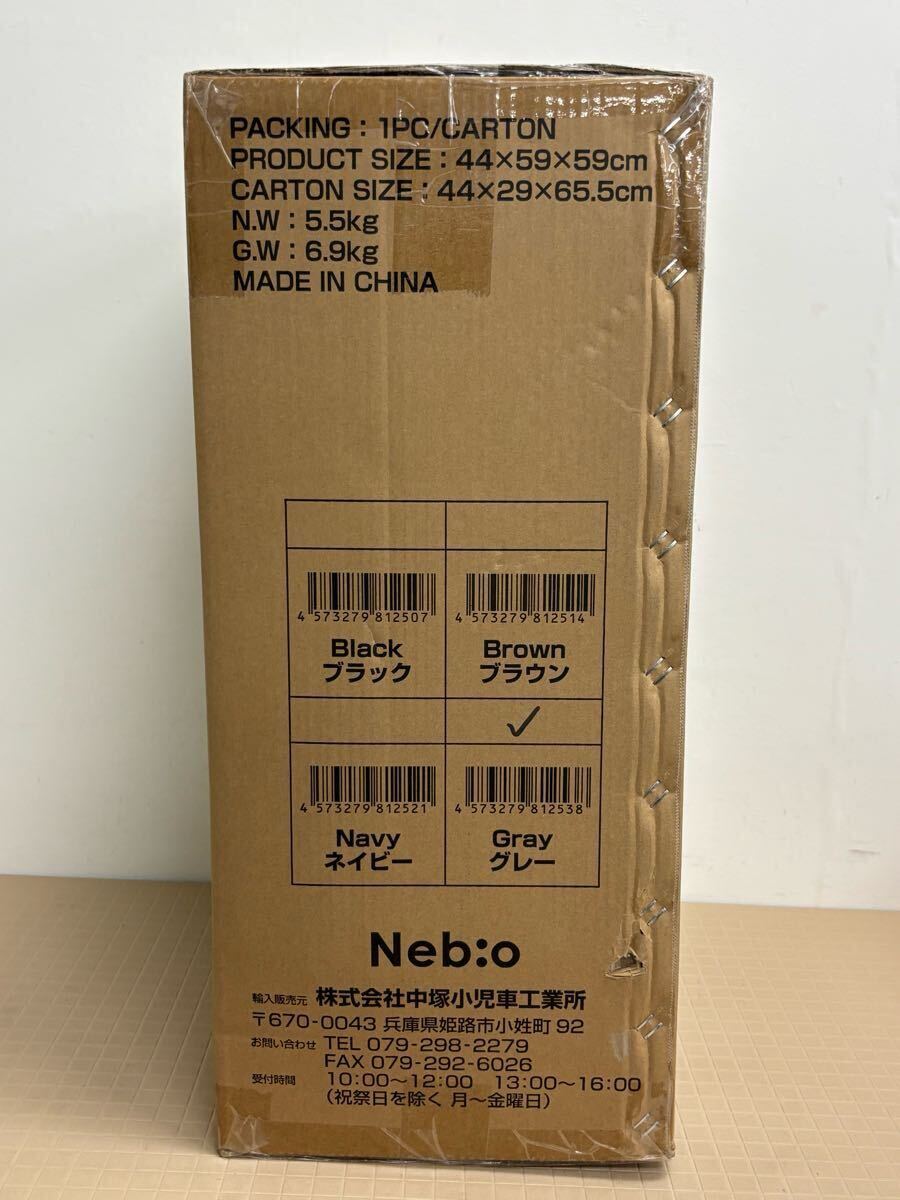 PACKING : 1PC/CARTON
PRODUCT SIZE : 44×59×59cm
CARTON SIZE : 44×29×65.5cm
N.W : 5.5kg
G.W : 6.9kg
MADE IN CHINA
4 573279 812507
4 573279 812514
Black
Brown
ブラック
ブラウン
✓
4 573279 812521
4 573279 812538
Navy
Gray
ネイビー
グレー
Neb:o
輸入販売元 株式会社中塚小児車工業所
〒670-0043 兵庫県姫路市小姓町 92
お問い合わせ TEL 079-298-2279
FAX 079-292-6026
受付時間 10:00～12:00 13:00～16:00
(祝祭日を除く 月～金曜日)